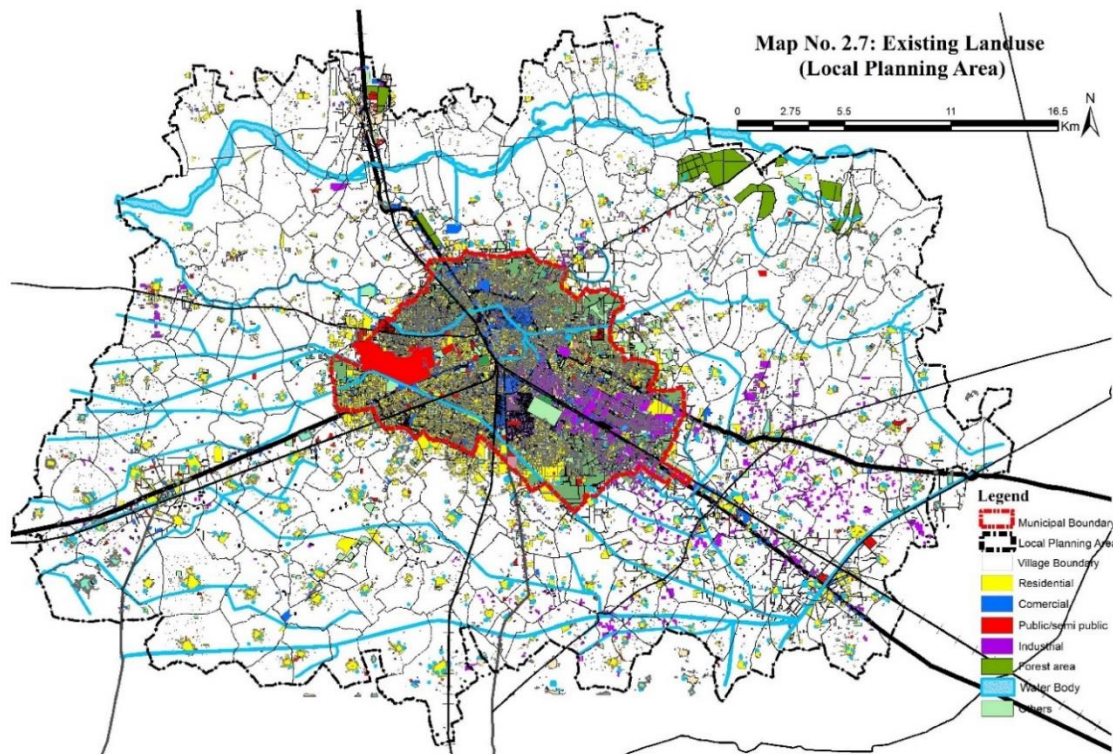 Map No. 2.7: Existing Landuse
(Local Planning Area)
0 2.75 5.5 11 16.5
Km
N
Legend
Municipal Boundary
Local Planning Area
Village Boundary
Residential
Comercial
Public/semi public
Industrial
Forest area
Water Body
Others